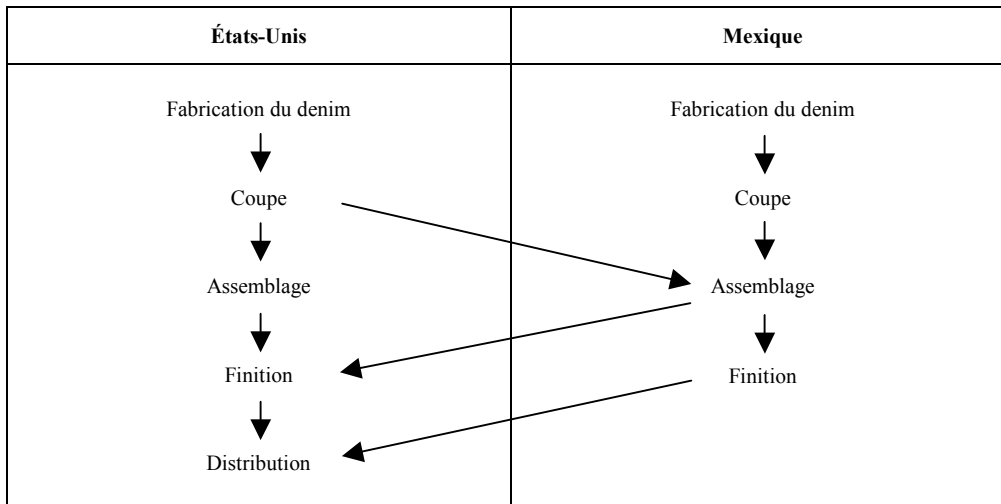 États-Unis
Mexique
Fabrication du denim
Fabrication du denim
Coupe
Coupe
Assemblage
Assemblage
Finition
Finition
Distribution